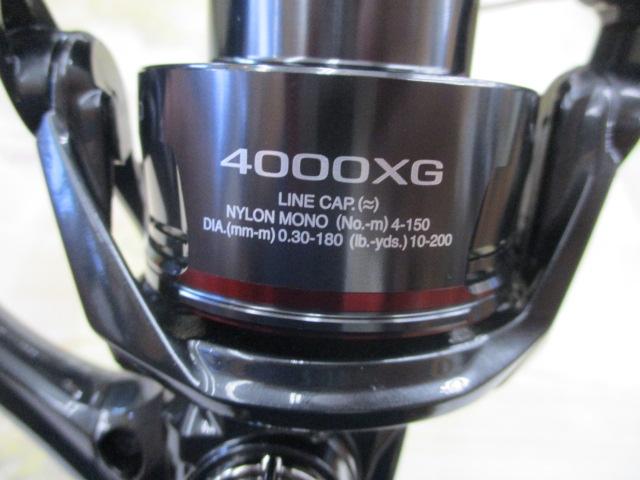 4000XG
LINE CAP.(≈)
NYLON MONO (No.-m) 4-150
DIA.(mm-m) 0.30-180 (lb.-yds.) 10-200